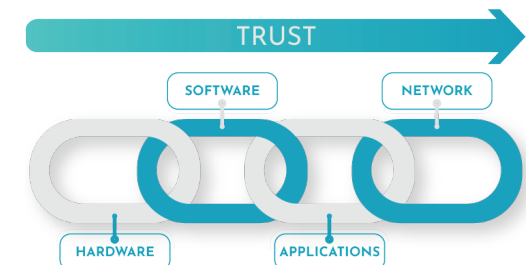 TRUST
SOFTWARE
NETWORK
HARDWARE
APPLICATIONS